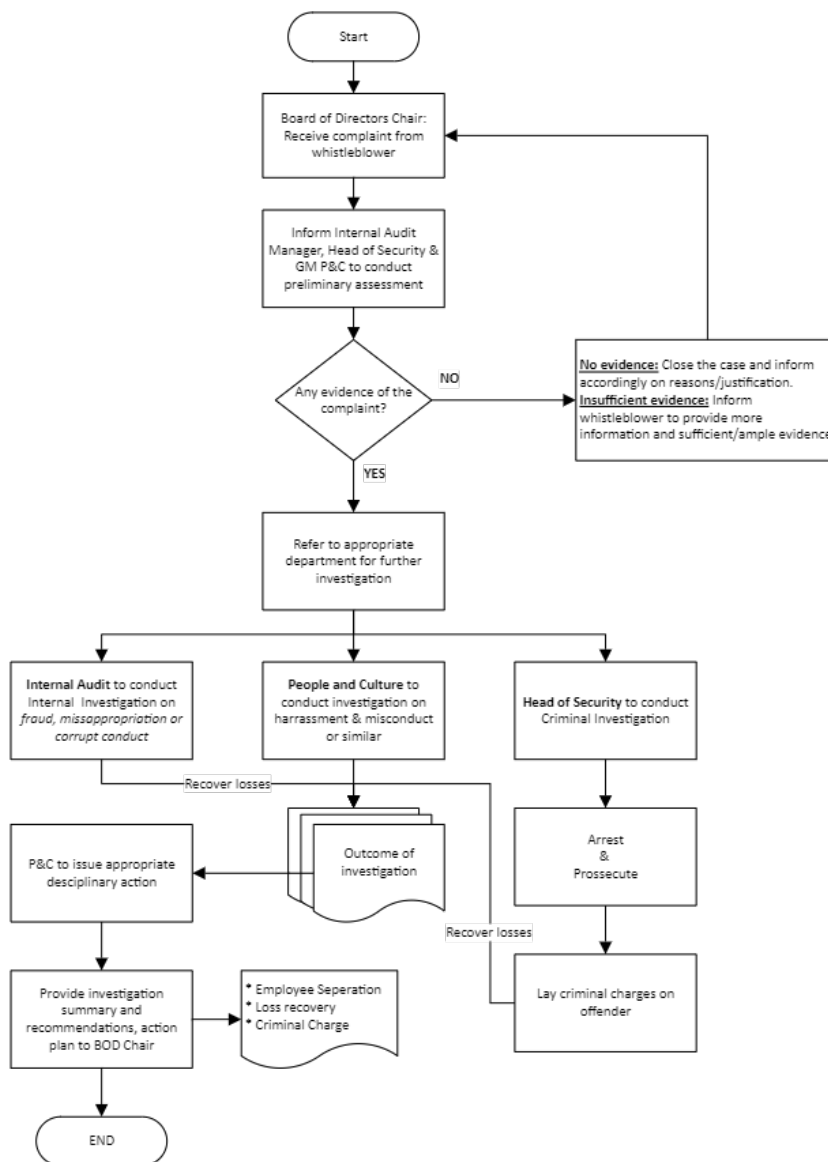 Start
Board of Directors Chair:
Receive complaint from
whistleblower
Inform Internal Audit
Manager, Head of Security &
GM P&C to conduct
preliminary assessment
Any evidence of the
complaint?
NO
No evidence: Close the case and inform
accordingly on reasons/justification.
Insufficient evidence: Inform
whistleblower to provide more
information and sufficient/ample evidence
YES
Refer to appropriate
department for further
investigation
Internal Audit to conduct
Internal Investigation on
fraud, missappropriation or
corrupt conduct
People and Culture to
conduct investigation on
harrassment & misconduct
or similar
Head of Security to conduct
Criminal Investigation
Recover losses
P&C to issue appropriate
desciplinary action
Outcome of
investigation
Arrest
&
Prossecute
Recover losses
Provide investigation
summary and
recommendations, action
plan to BOD Chair
* Employee Seperation
* Loss recovery
* Criminal Charge
Lay criminal charges on
offender
END